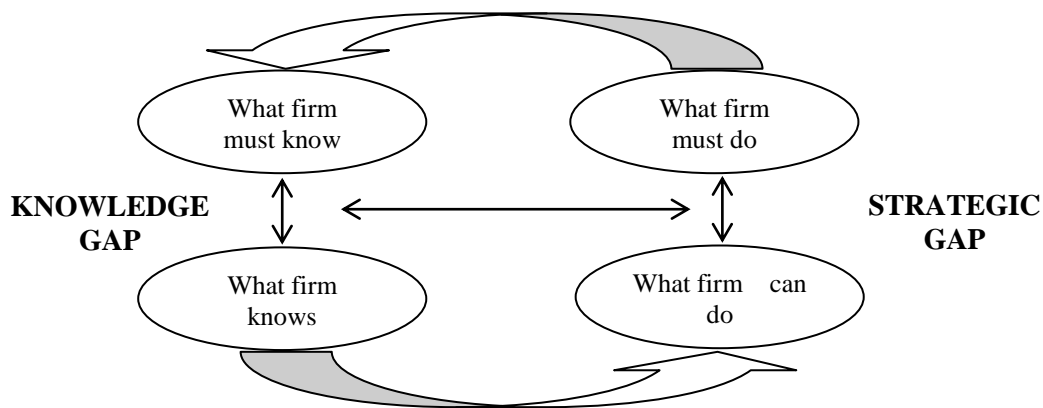 What firm
must know
What firm
must do
KNOWLEDGE
GAP
STRATEGIC
GAP
What firm
knows
What firm can
do